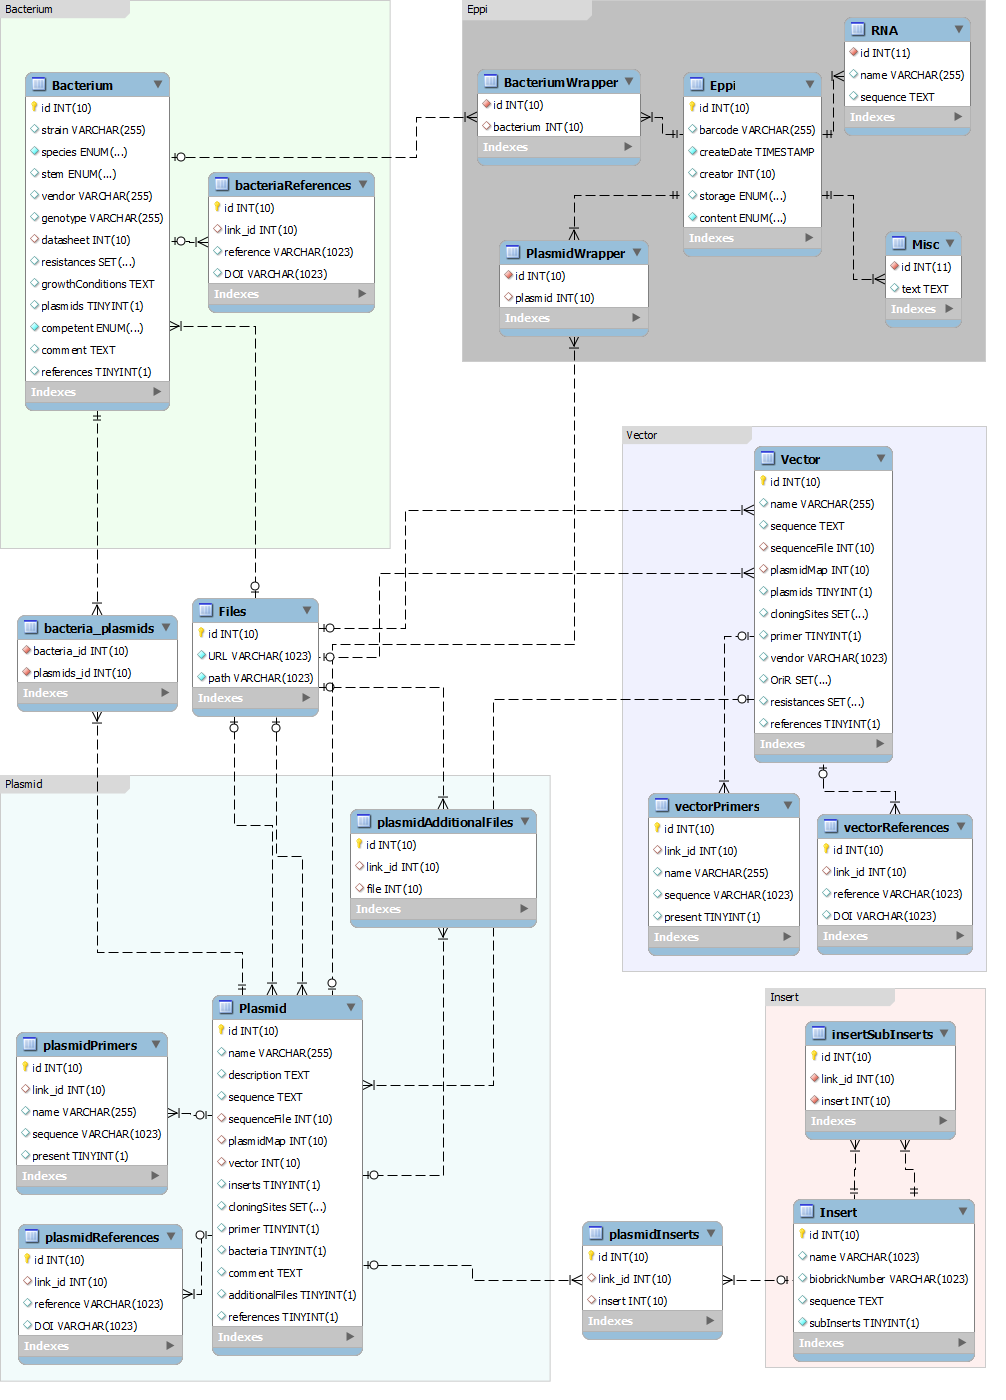 Bacterium
Bacterium
id INT(10)
strain VARCHAR(255)
species ENUM(...)
stem ENUM(...)
vendor VARCHAR(255)
genotype VARCHAR(255)
datasheet INT(10)
resistances SET(...)
growthConditions TEXT
plasmids TINYINT(1)
competent ENUM(...)
comment TEXT
references TINYINT(1)
Indexes
bacteriaReferences
id INT(10)
link_id INT(10)
reference VARCHAR(1023)
DOI VARCHAR(1023)
Indexes
Eppi
BacteriumWrapper
id INT(10)
bacterium INT(10)
Indexes
Eppi
id INT(10)
barcode VARCHAR(255)
createDate TIMESTAMP
creator INT(10)
storage ENUM(...)
content ENUM(...)
Indexes
RNA
id INT(11)
name VARCHAR(255)
sequence TEXT
Indexes
PlasmidWrapper
id INT(10)
plasmid INT(10)
Indexes
Misc
id INT(11)
text TEXT
Indexes
Vector
Vector
id INT(10)
name VARCHAR(255)
sequence TEXT
sequenceFile INT(10)
plasmidMap INT(10)
plasmids TINYINT(1)
cloningSites SET(...)
primer TINYINT(1)
vendor VARCHAR(1023)
OriR SET(...)
resistances SET(...)
references TINYINT(1)
Indexes
vectorPrimers
id INT(10)
link_id INT(10)
name VARCHAR(255)
sequence VARCHAR(1023)
present TINYINT(1)
Indexes
vectorReferences
id INT(10)
link_id INT(10)
reference VARCHAR(1023)
DOI VARCHAR(1023)
Indexes
bacteria_plasmids
bacteria_id INT(10)
plasmids_id INT(10)
Indexes
Files
id INT(10)
URL VARCHAR(1023)
path VARCHAR(1023)
Indexes
Plasmid
plasmidAdditionalFiles
id INT(10)
link_id INT(10)
file INT(10)
Indexes
Plasmid
id INT(10)
name VARCHAR(255)
description TEXT
sequence TEXT
sequenceFile INT(10)
plasmidMap INT(10)
vector INT(10)
inserts TINYINT(1)
cloningSites SET(...)
primer TINYINT(1)
bacteria TINYINT(1)
comment TEXT
additionalFiles TINYINT(1)
references TINYINT(1)
Indexes
plasmidPrimers
id INT(10)
link_id INT(10)
name VARCHAR(255)
sequence VARCHAR(1023)
present TINYINT(1)
Indexes
plasmidReferences
id INT(10)
link_id INT(10)
reference VARCHAR(1023)
DOI VARCHAR(1023)
Indexes
plasmidInserts
id INT(10)
link_id INT(10)
insert INT(10)
Indexes
Insert
insertSubInserts
id INT(10)
link_id INT(10)
insert INT(10)
Indexes
Insert
id INT(10)
name VARCHAR(1023)
biobrickNumber VARCHAR(1023)
sequence TEXT
subInserts TINYINT(1)
Indexes